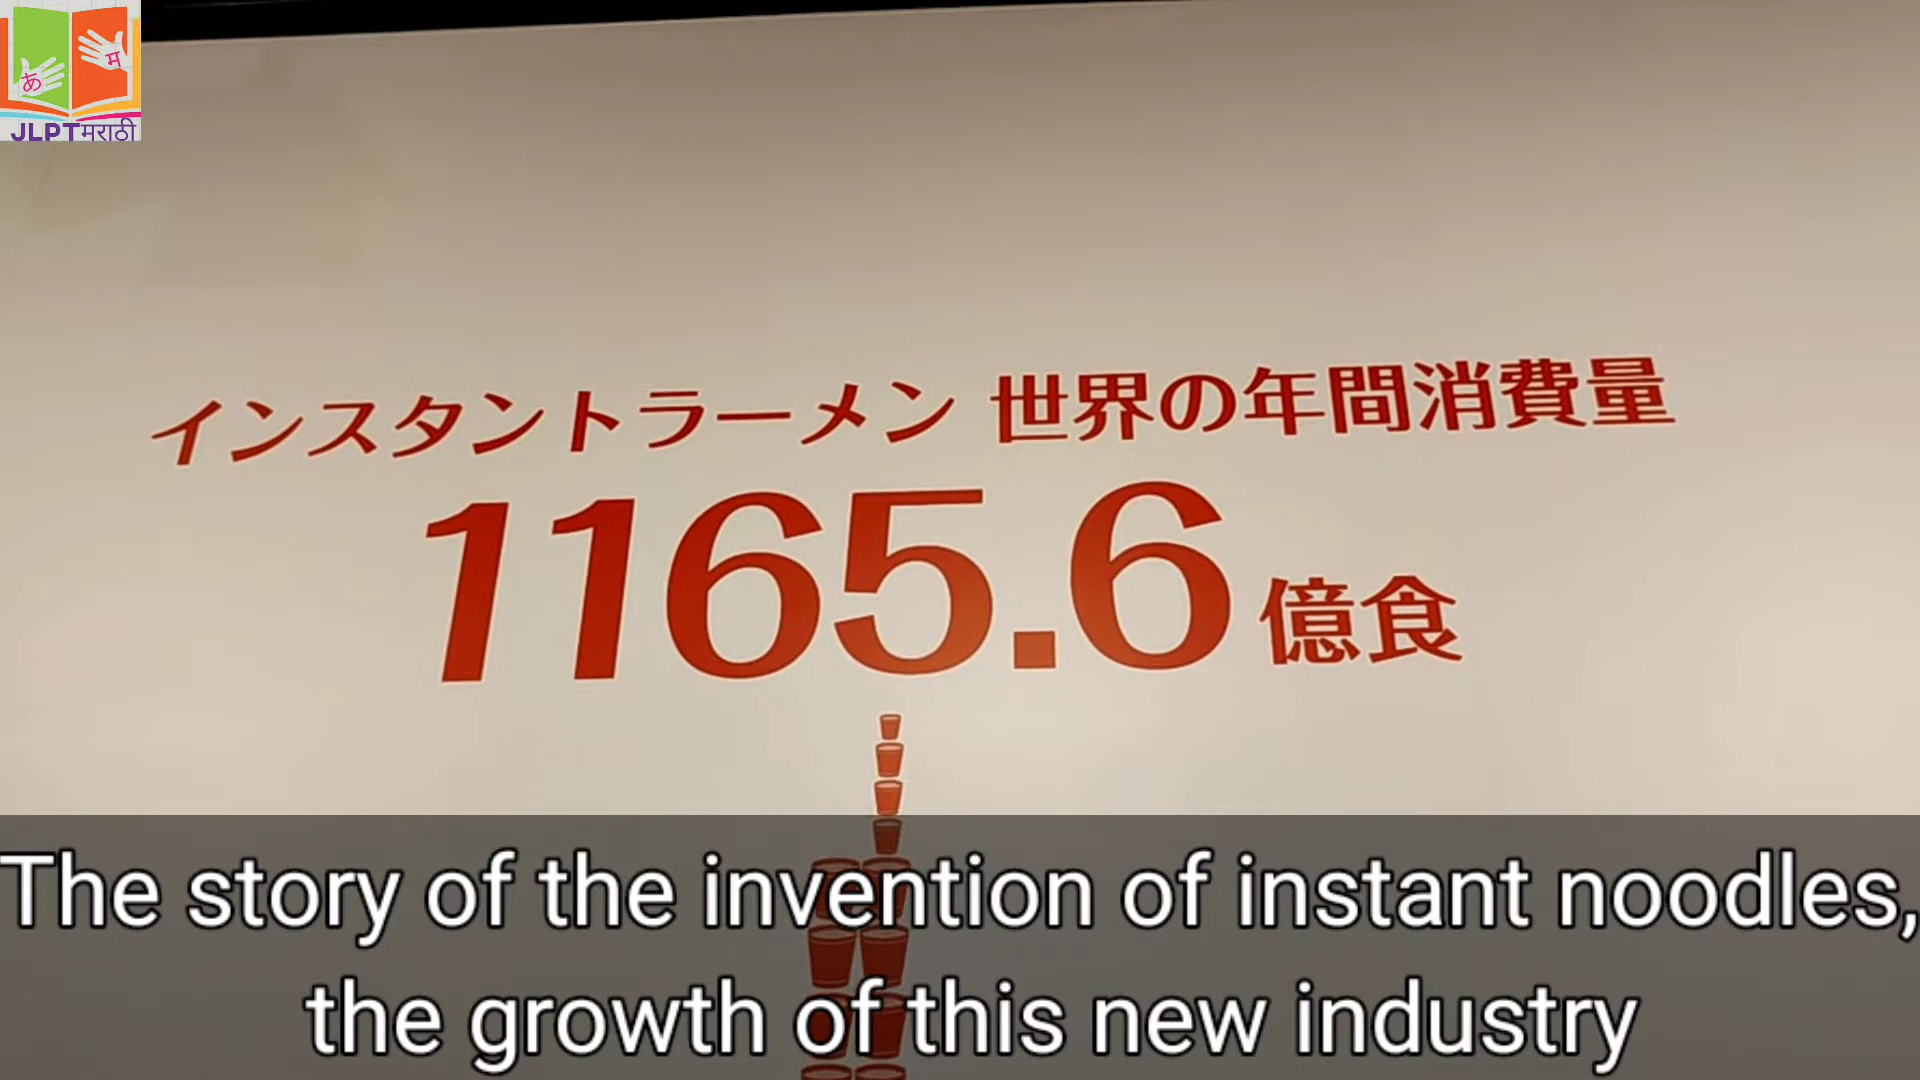 あ
म
JLPTमराठी
インスタントラーメン 世界の年間消費量
1165.6億食
The story of the invention of instant noodles,
the growth of this new industry